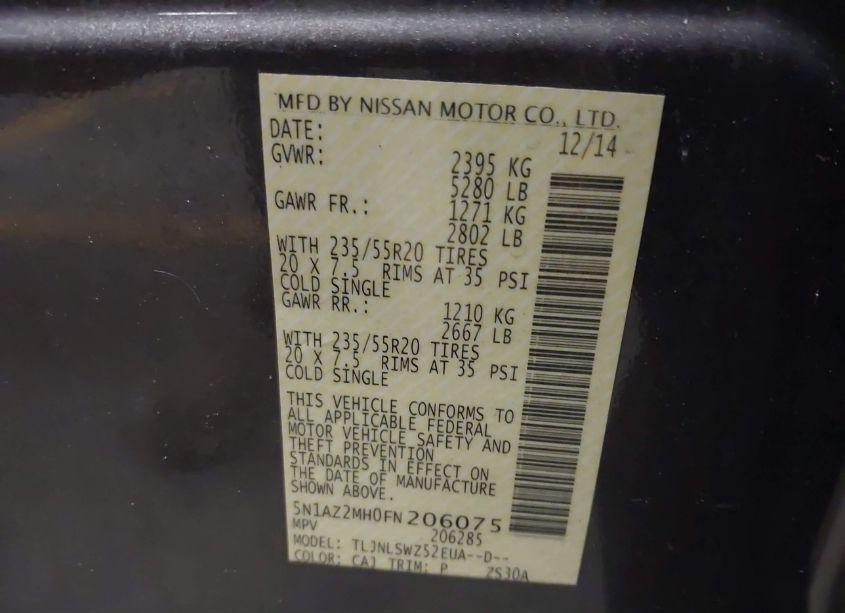 MFD BY NISSAN MOTOR CO., LTD.
DATE: 12/14
GVWR: 2395 KG
5280 LB
GAWR FR.: 1271 KG
2802 LB
WITH 235/55R20 TIRES
20 X 7.5 RIMS AT 35 PSI
COLD SINGLE
GAWR RR.: 1210 KG
2667 LB
WITH 235/55R20 TIRES
20 X 7.5 RIMS AT 35 PSI
COLD SINGLE
THIS VEHICLE CONFORMS TO
ALL APPLICABLE FEDERAL
MOTOR VEHICLE SAFETY AND
THEFT PREVENTION
STANDARDS IN EFFECT ON
THE DATE OF MANUFACTURE
SHOWN ABOVE.
5N1AZ2MH0FN206075
MPV 206285
MODEL: TLJNLSWZ52EUA--D--
COLOR: CAJ TRIM: P ZS30A